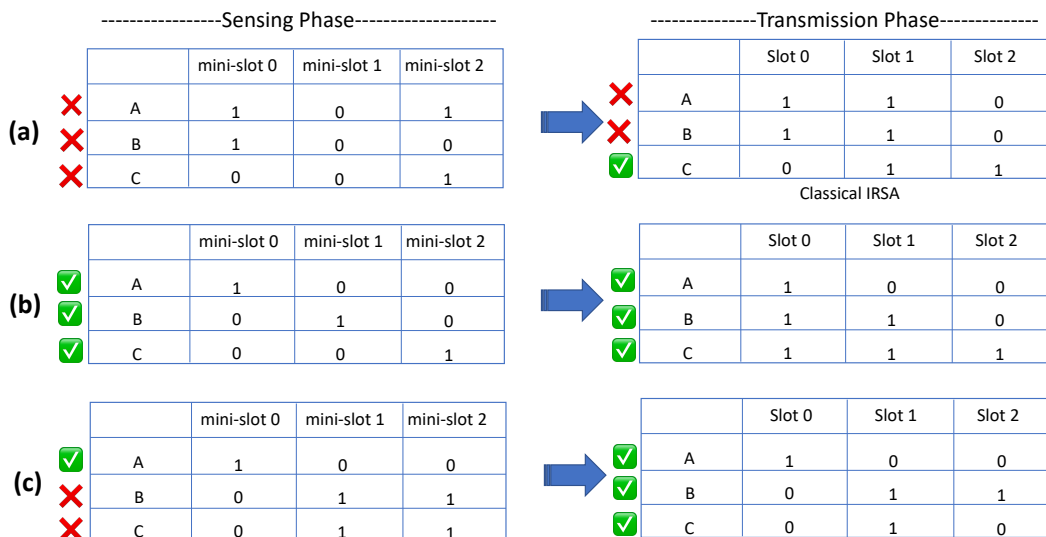 -----------------Sensing Phase--------------------
---------------Transmission Phase--------------
(a)
mini-slot 0 mini-slot 1 mini-slot 2
A 1 0 1
B 1 0 0
C 0 0 1
Slot 0 Slot 1 Slot 2
A 1 1 0
B 1 1 0
C 0 1 1
Classical IRSA
(b)
mini-slot 0 mini-slot 1 mini-slot 2
A 1 0 0
B 0 1 0
C 0 0 1
Slot 0 Slot 1 Slot 2
A 1 0 0
B 1 1 0
C 1 1 1
(c)
mini-slot 0 mini-slot 1 mini-slot 2
A 1 0 0
B 0 1 1
C 0 1 1
Slot 0 Slot 1 Slot 2
A 1 0 0
B 0 1 1
C 0 1 0